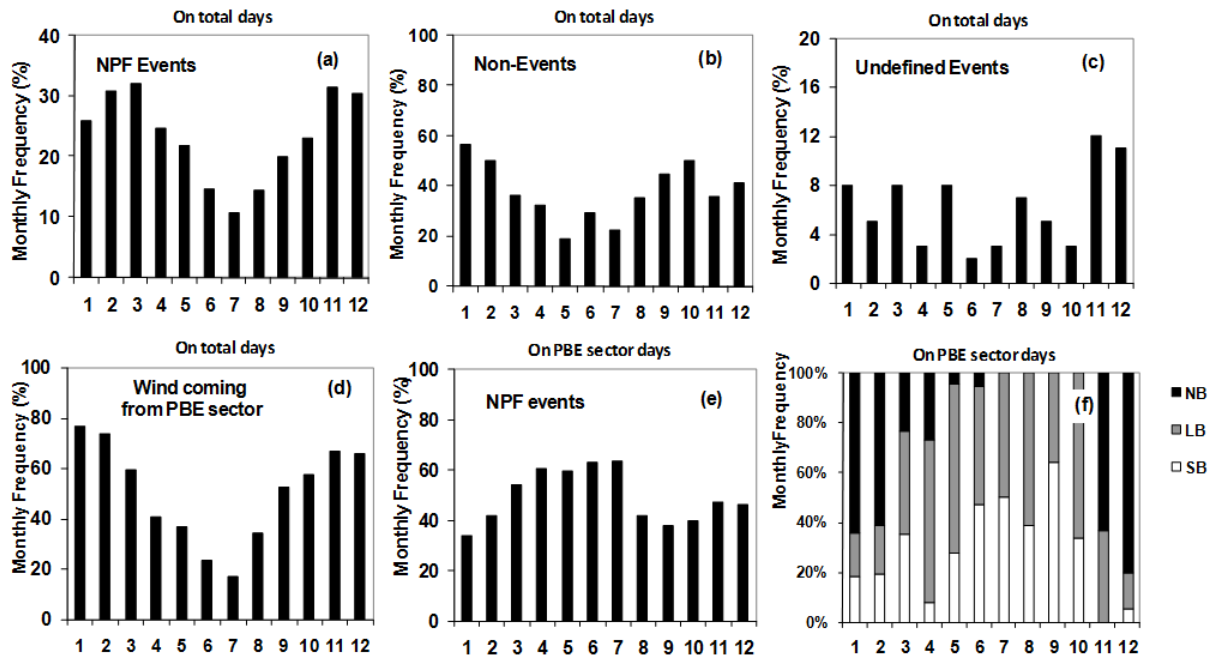 On total days
Monthly Frequency (%)
40
30
20
10
0
NPF Events
(a)
1 2 3 4 5 6 7 8 9 10 11 12
On total days
Monthly Frequency (%)
100
80
60
40
20
0
Non-Events
(b)
1 2 3 4 5 6 7 8 9 10 11 12
On total days
Monthly Frequency (%)
20
16
12
8
4
0
Undefined Events
(c)
1 2 3 4 5 6 7 8 9 10 11 12
On total days
Monthly Frequency (%)
100
80
60
40
20
0
Wind coming
from PBE sector
(d)
1 2 3 4 5 6 7 8 9 10 11 12
On PBE sector days
Monthly Frequency (%)
100
80
60
40
20
0
NPF events
(e)
1 2 3 4 5 6 7 8 9 10 11 12
On PBE sector days
MonthlyFrequency
100%
80%
60%
40%
20%
0%
(f)
1 2 3 4 5 6 7 8 9 10 11 12
NB
LB
SB